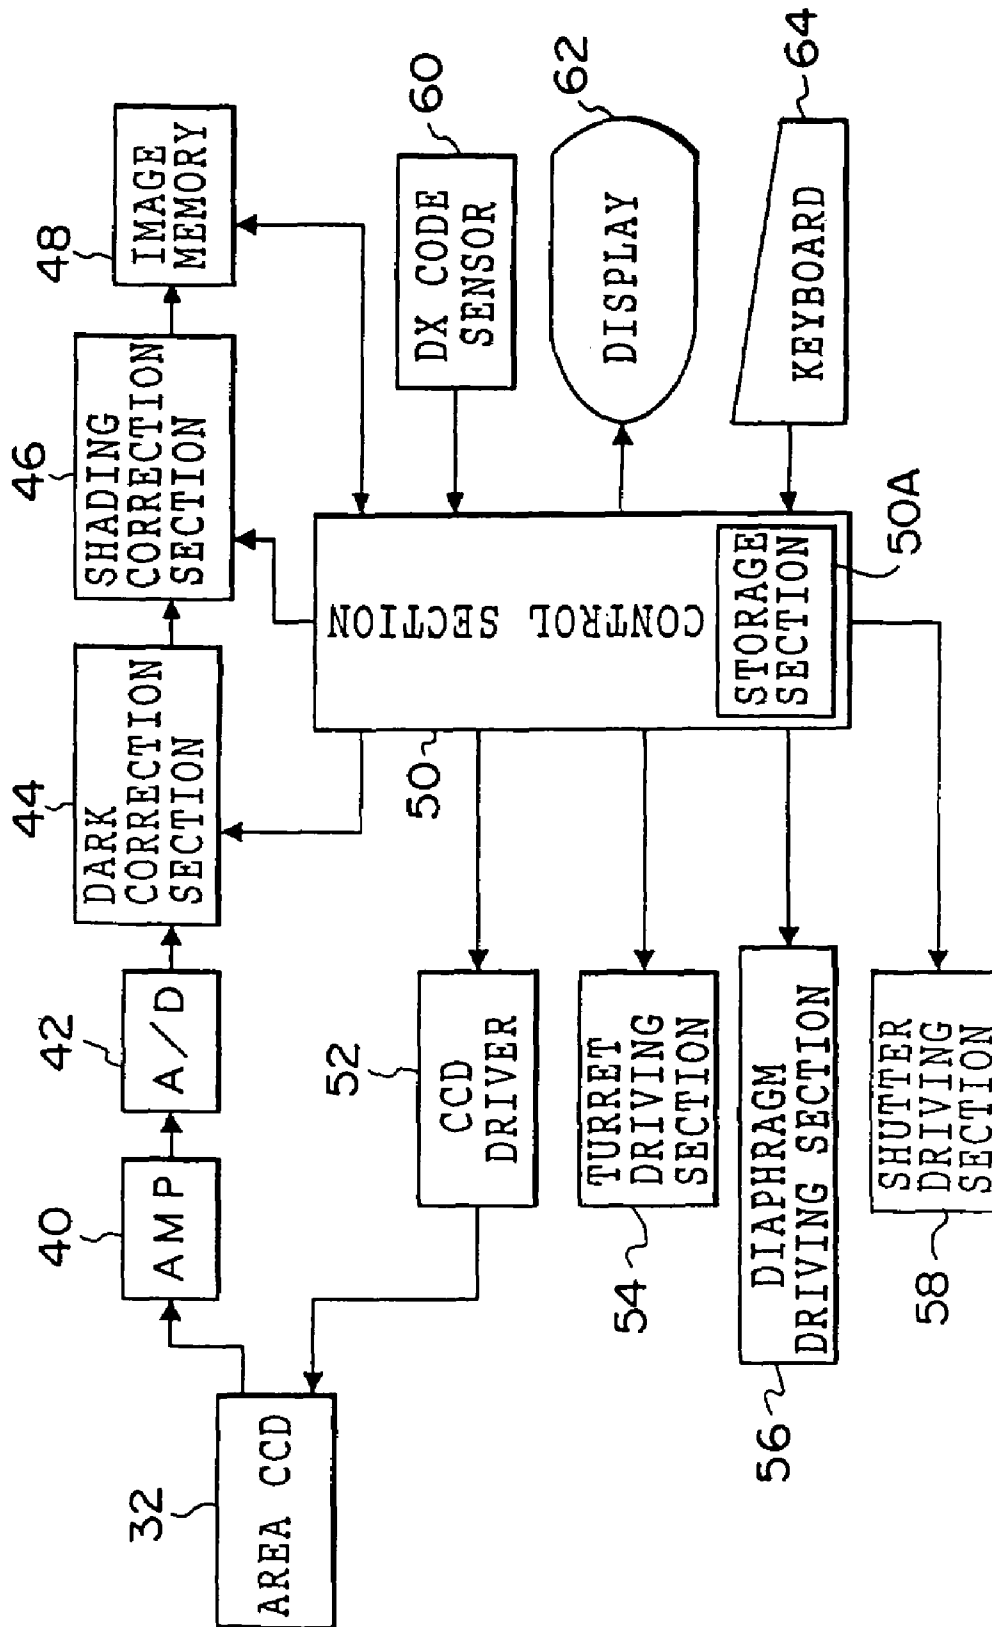 32
AREA CCD
40
AMP
42
A/D
44
DARK
CORRECTION
SECTION
46
SHADING
CORRECTION
SECTION
48
IMAGE
MEMORY
50
CONTROL SECTION
STORAGE
SECTION
50A
52
CCD
DRIVER
54
TURRET
DRIVING
SECTION
56
DIAPHRAGM
DRIVING SECTION
58
SHUTTER
DRIVING
SECTION
60
DX CODE
SENSOR
62
DISPLAY
64
KEYBOARD